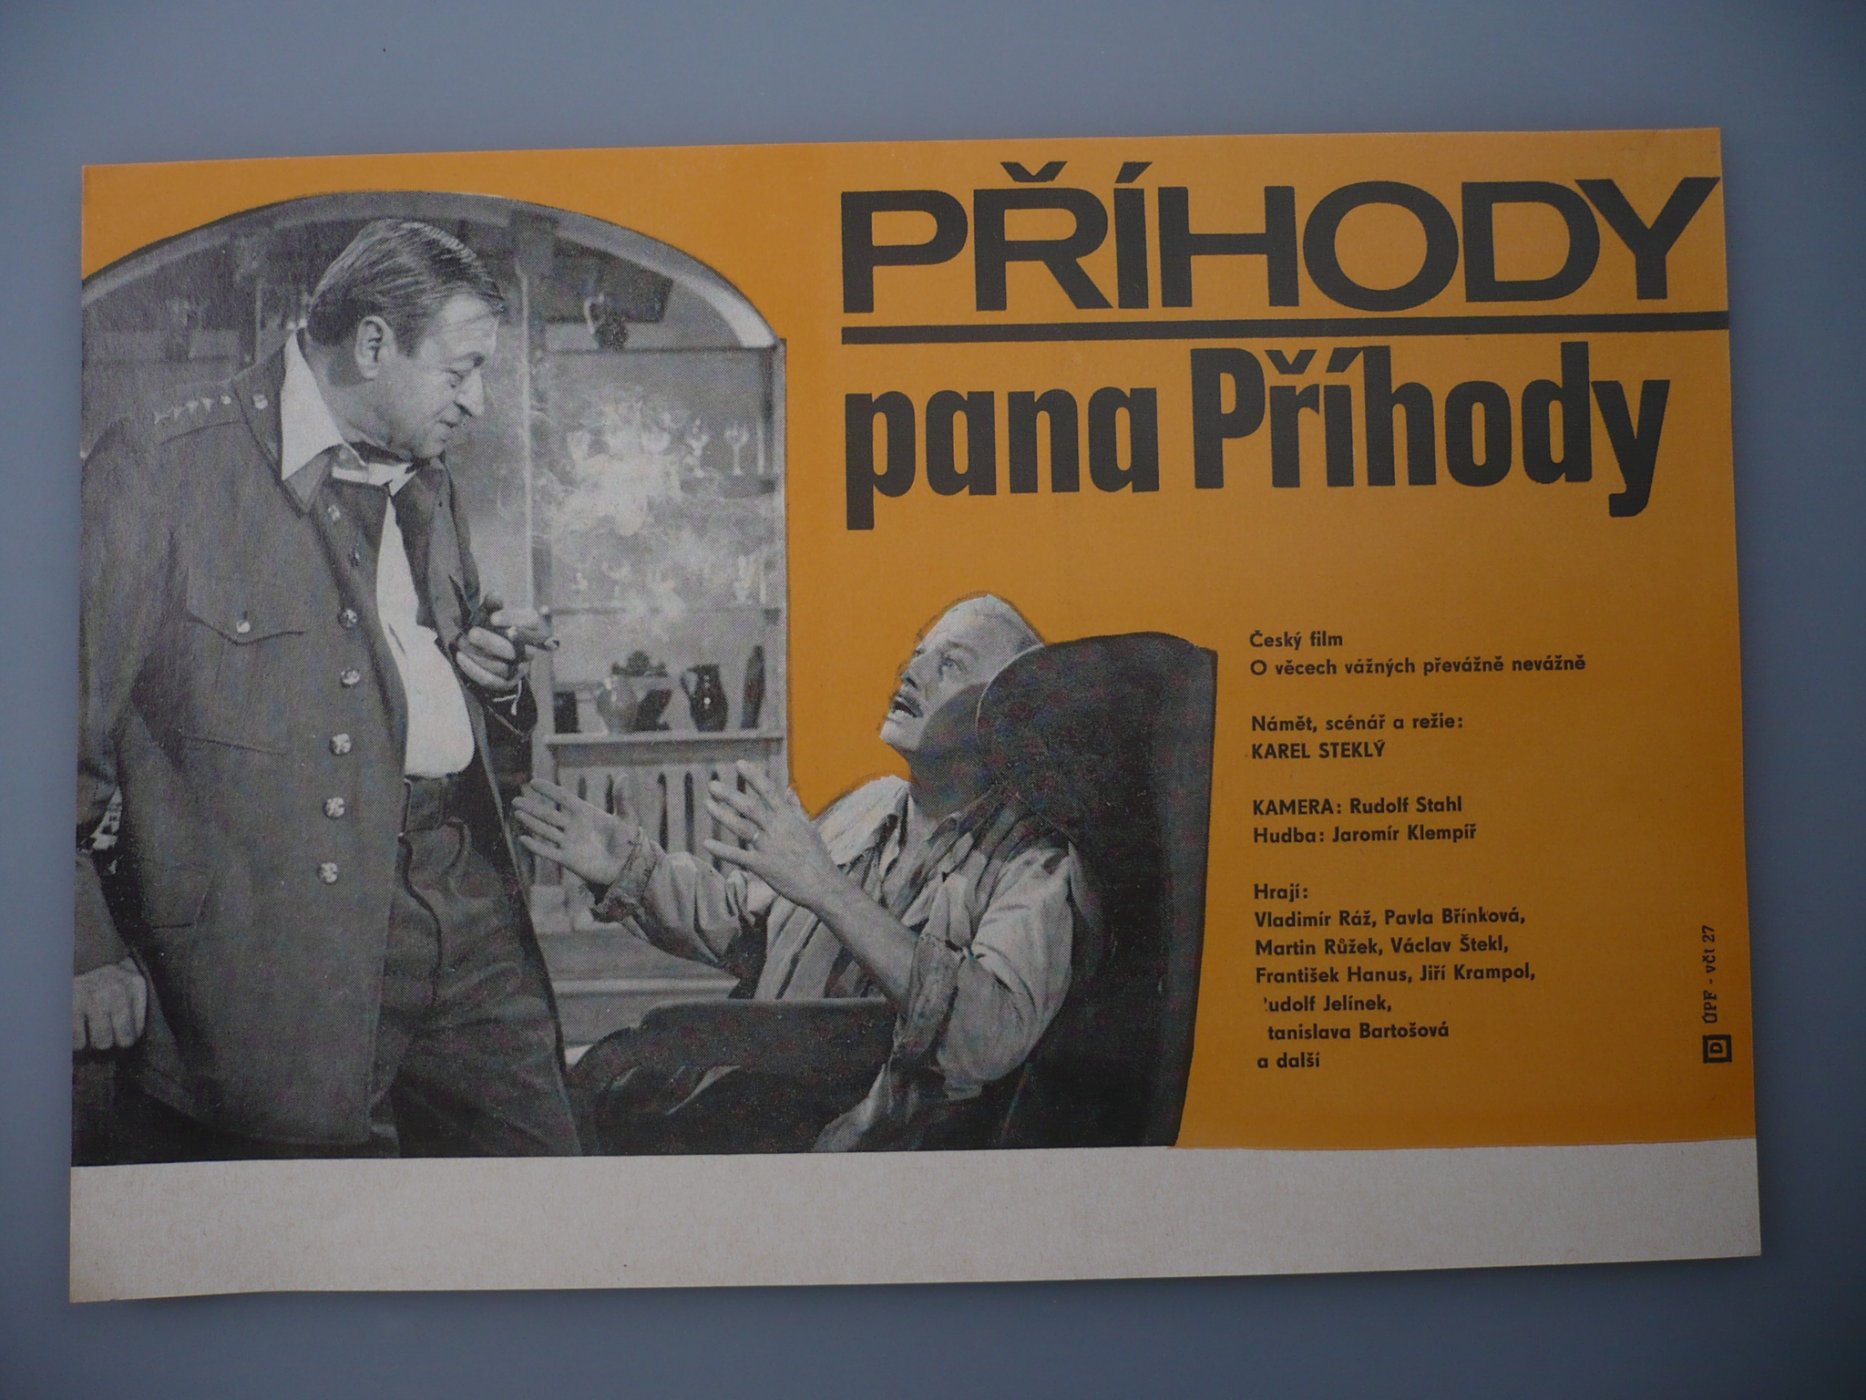 PŘÍHODY
pana Příhody
Český film
O věcech vážných převážně nevážně
Námět, scénář a režie:
KAREL STEKLÝ
KAMERA: Rudolf Stahl
Hudba: Jaromír Klempíř
Hrají:
Vladimír Ráž, Pavla Břínková,
Martin Růžek, Václav Štekl,
František Hanus, Jiří Krampol,
udolf Jelínek,
tanislava Bartošová
a další
D ÚPF - včt 27